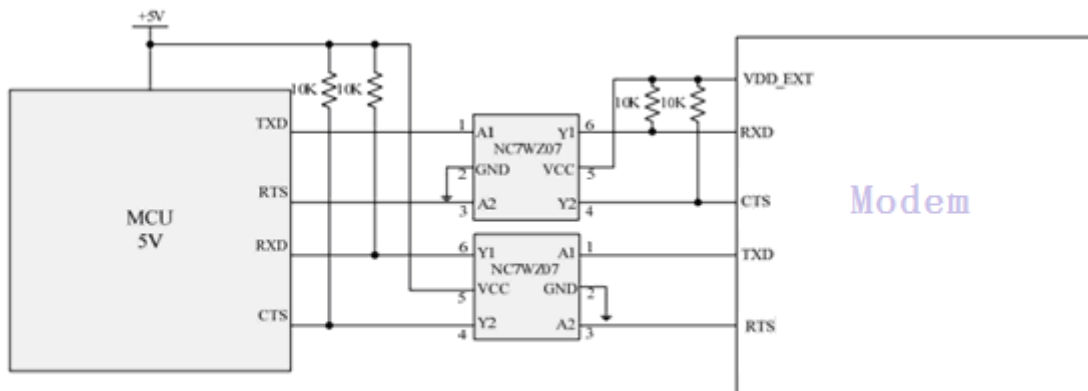 +5V
10K 10K
MCU
5V
TXD
RTS
RXD
CTS
1 A1 Y1 6
NC7WZ07
2 GND VCC 5
3 A2 Y2 4
6 Y1 A1 1
NC7WZ07
5 VCC GND 2
4 Y2 A2 3
10K 10K
VDD_EXT
RXD
CTS
TXD
RTS
Modem